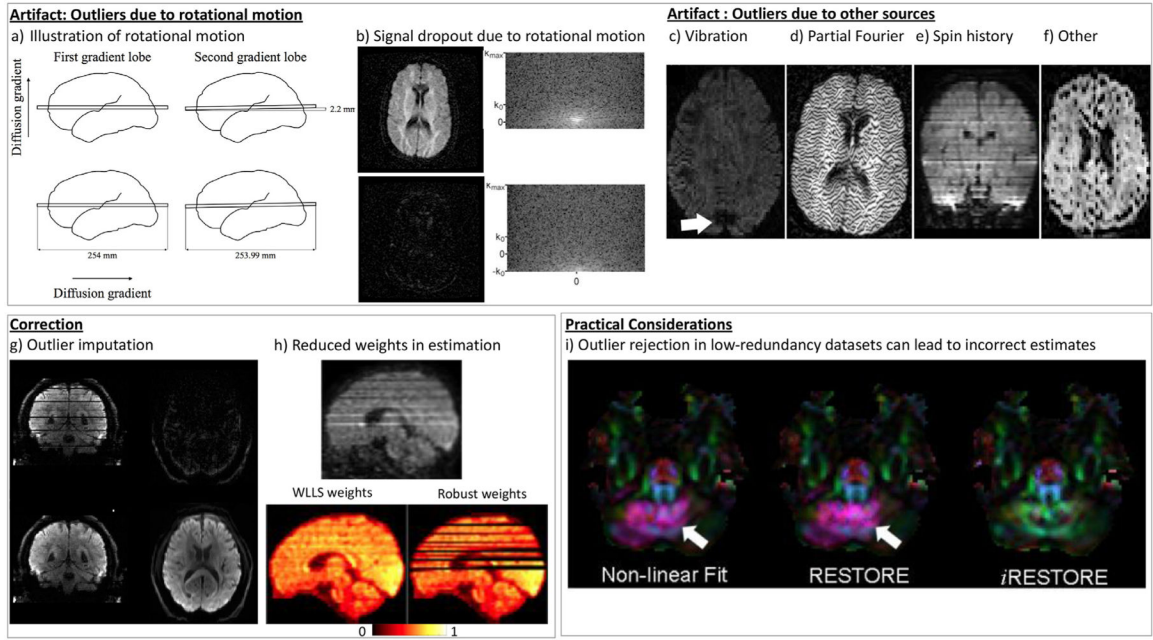 Artifact: Outliers due to rotational motion
a) Illustration of rotational motion
First gradient lobe
Second gradient lobe
Diffusion gradient
2.2 mm
254 mm
253.99 mm
Diffusion gradient
b) Signal dropout due to rotational motion
kmax
k0
0
kmax
k0
0
-k0
0
Artifact : Outliers due to other sources
c) Vibration
d) Partial Fourier
e) Spin history
f) Other
Correction
g) Outlier imputation
h) Reduced weights in estimation
WLLS weights
Robust weights
0
1
Practical Considerations
i) Outlier rejection in low-redundancy datasets can lead to incorrect estimates
Non-linear Fit
RESTORE
iRESTORE